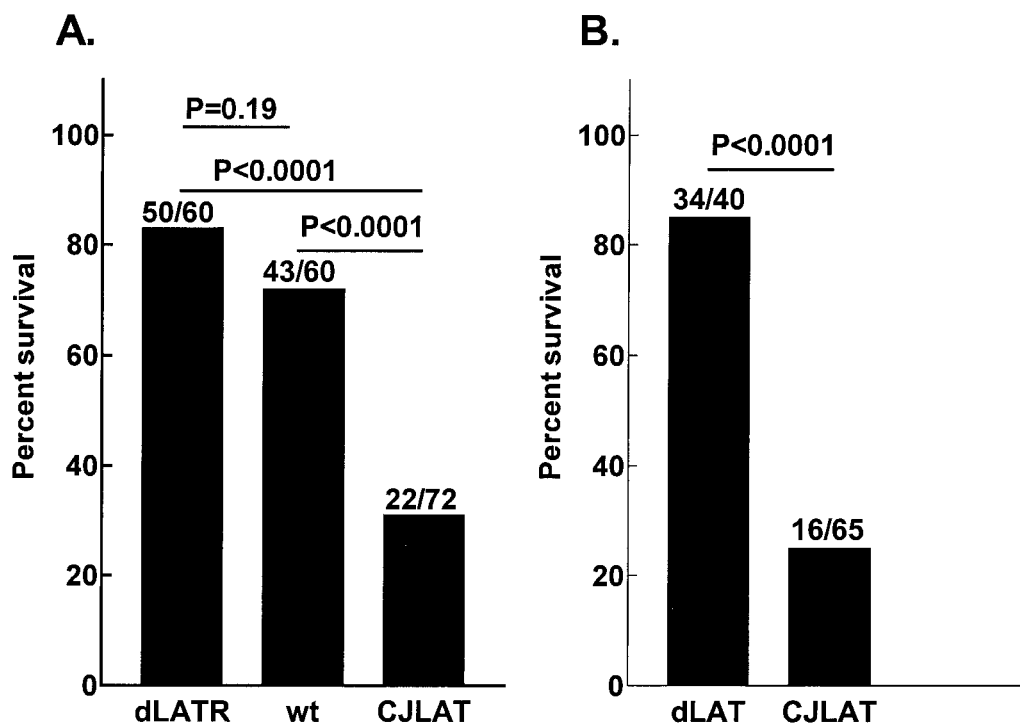 A.
P=0.19
100
P<0.0001
50/60
P<0.0001
80
43/60
60
40
22/72
20
0
Percent survival
dLATR wt CJLAT
B.
100
P<0.0001
34/40
80
60
40
16/65
20
0
Percent survival
dLAT CJLAT